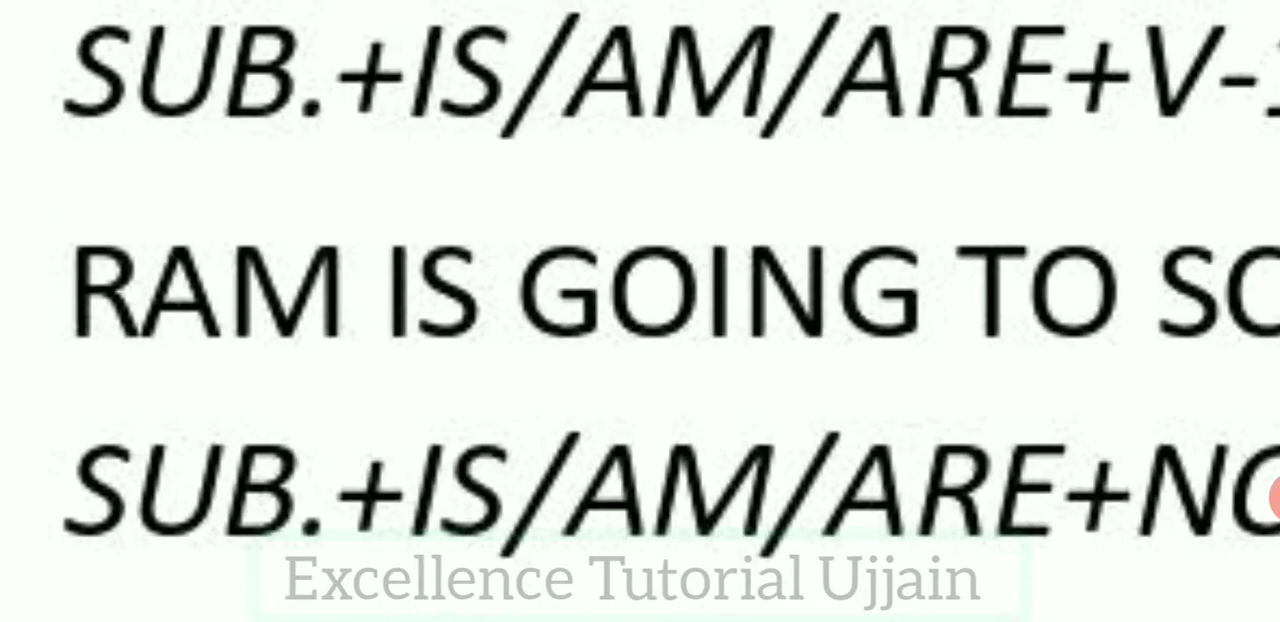 SUB.+IS/AM/ARE+V-
RAM IS GOING TO
SUB.+IS/AM/ARE+
Excellence Tutorial Ujjain